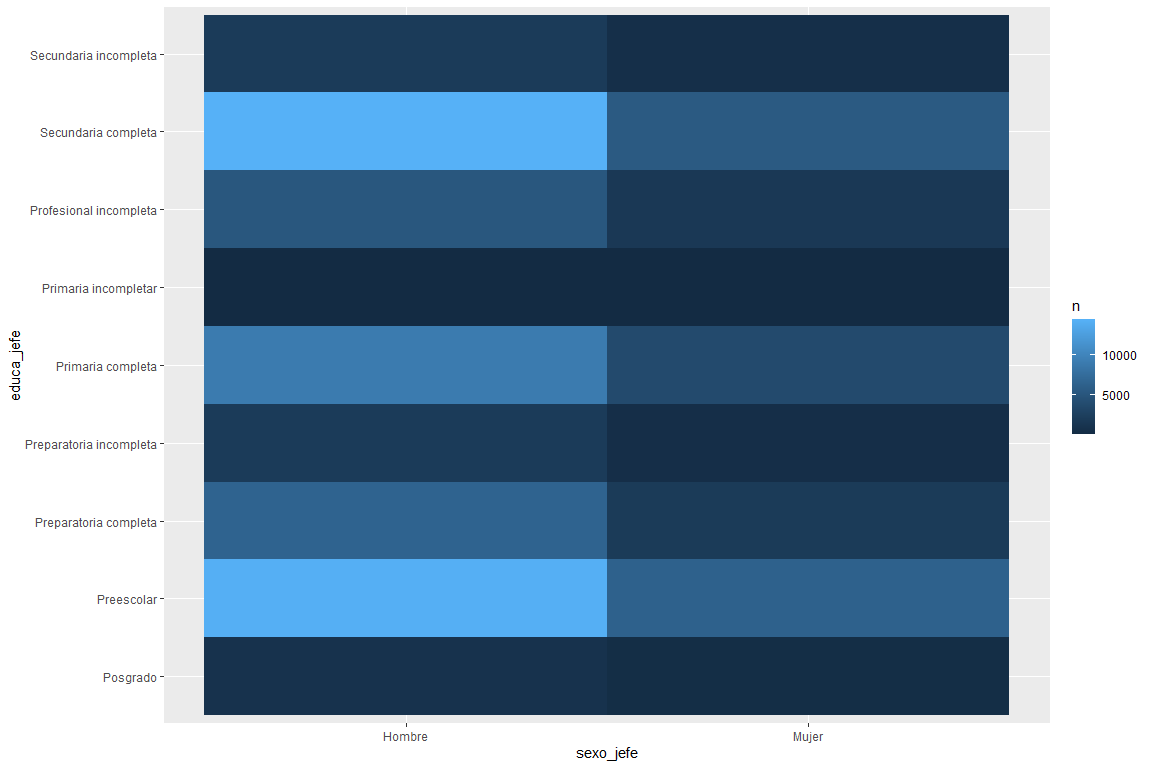 Secundaria incompleta
Secundaria completa
Profesional incompleta
Primaria incompletar
Primaria completa
Preparatoria incompleta
Preparatoria completa
Preescolar
Posgrado
educa_jefe
Hombre
Mujer
sexo_jefe
n
10000
5000